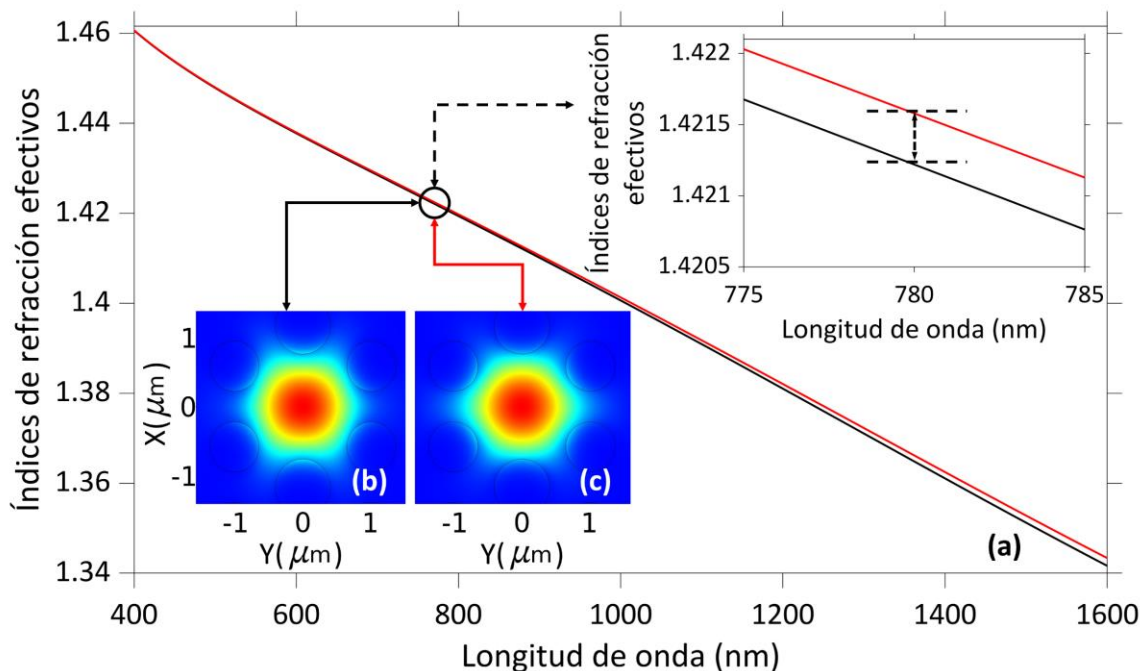 Índices de refracción efectivos
1.46
1.44
1.42
1.4
1.38
1.36
1.34
400
600
800
1000
1200
1400
1600
Longitud de onda (nm)
(a)
Índices de refracción
efectivos
1.422
1.4215
1.421
1.4205
775
780
785
Longitud de onda (nm)
X(μm)
1
0
-1
(b)
-1 0 1
Y(μm)
(c)
-1 0 1
Y(μm)